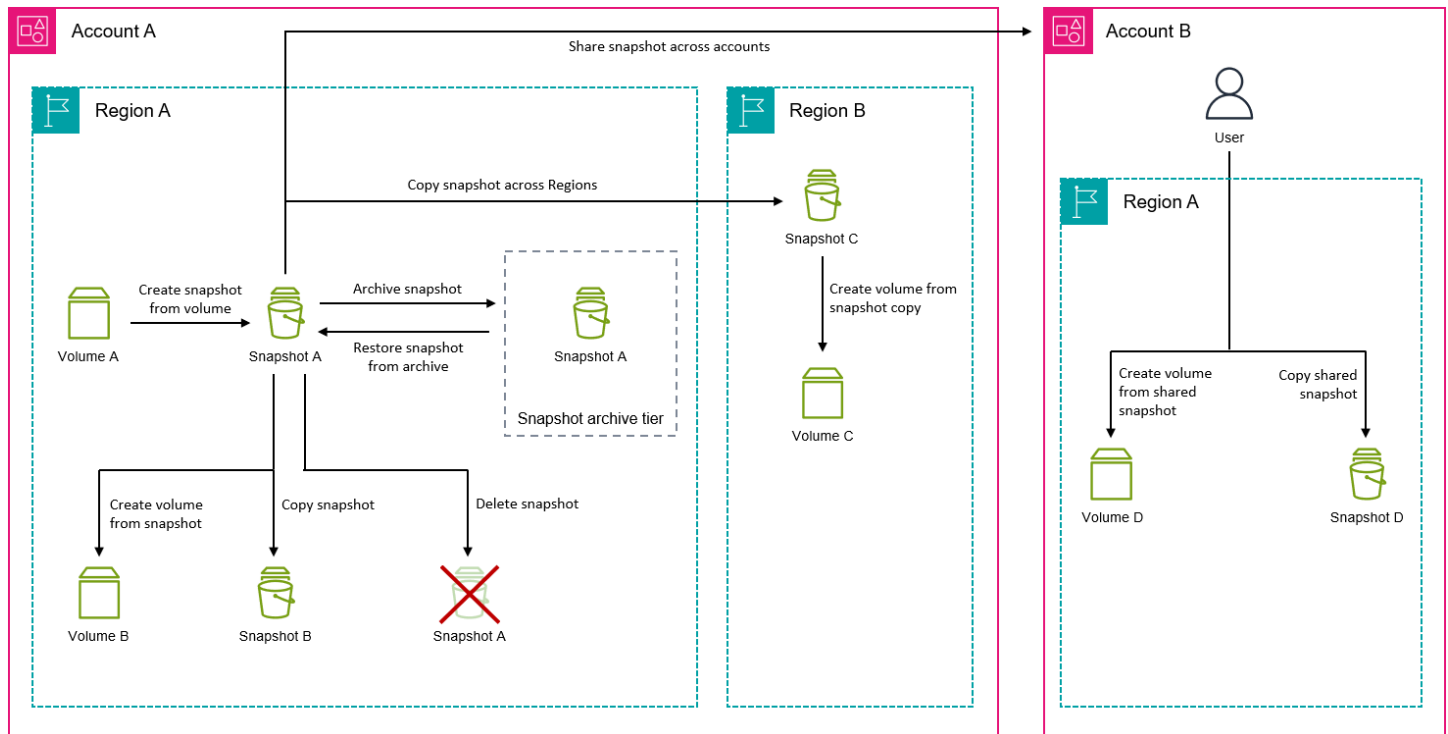 Account A
Share snapshot across accounts
Account B
Region A
Region B
User
Copy snapshot across Regions
Region A
Snapshot C
Create snapshot
from volume
Archive snapshot
Create volume from
snapshot copy
Volume A
Snapshot A
Restore snapshot
from archive
Snapshot A
Snapshot archive tier
Volume C
Create volume
from shared
snapshot
Copy shared
snapshot
Create volume
from snapshot
Copy snapshot
Delete snapshot
Volume D
Snapshot D
Volume B
Snapshot B
Snapshot A